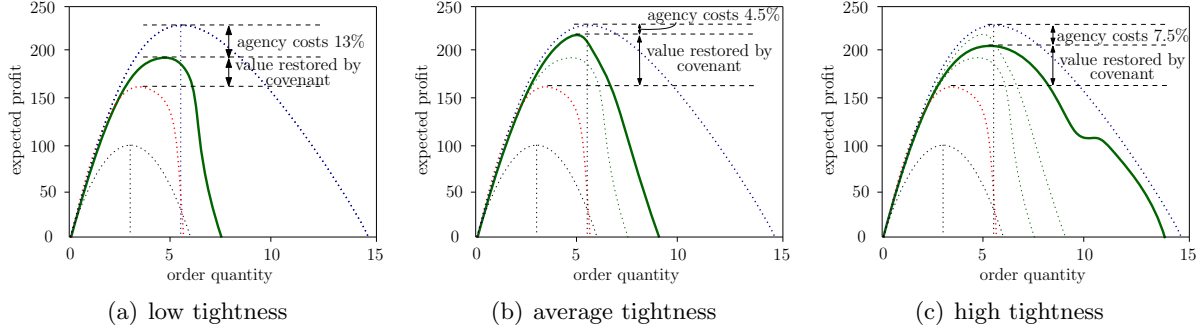 250
200
150
100
50
0
expected profit
0
5
10
15
order quantity
agency costs 13%
value restored by
covenant
(a) low tightness
250
200
150
100
50
0
expected profit
0
5
10
15
order quantity
agency costs 4.5%
value restored by
covenant
(b) average tightness
250
200
150
100
50
0
expected profit
0
5
10
15
order quantity
agency costs 7.5%
value restored by
covenant
(c) high tightness